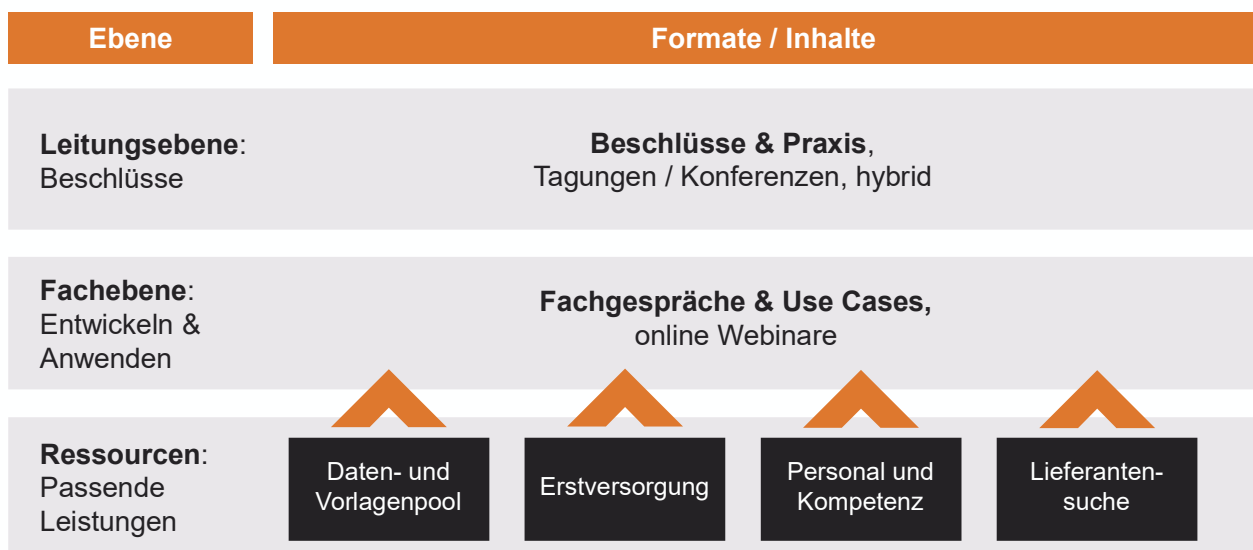 Ebene
Formate / Inhalte
Leitungsebene:
Beschlüsse
Beschlüsse & Praxis,
Tagungen / Konferenzen, hybrid
Fachebene:
Entwickeln &
Anwenden
Fachgespräche & Use Cases,
online Webinare
Ressourcen:
Passende
Leistungen
Daten- und
Vorlagenpool
Erstversorgung
Personal und
Kompetenz
Lieferanten-
suche